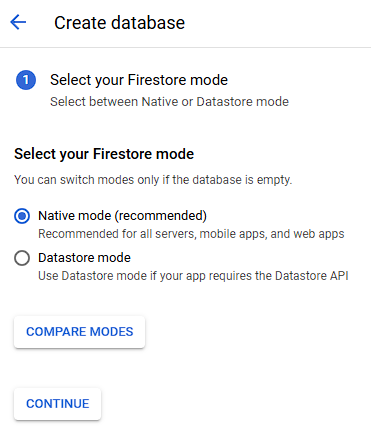 Create database
1 Select your Firestore mode
Select between Native or Datastore mode
Select your Firestore mode
You can switch modes only if the database is empty.
Native mode (recommended)
Recommended for all servers, mobile apps, and web apps
Datastore mode
Use Datastore mode if your app requires the Datastore API
COMPARE MODES
CONTINUE